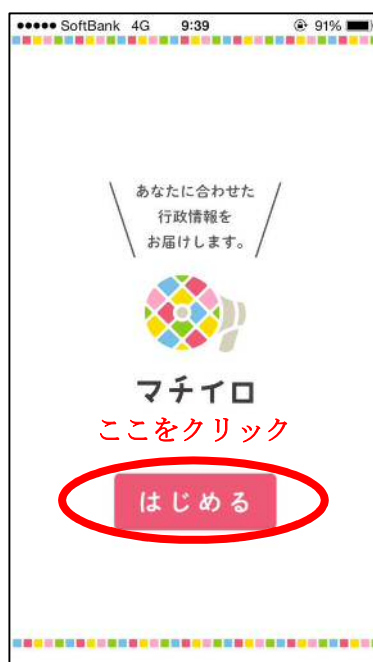 ●●●●● SoftBank 4G 9:39 91%
あなたに合わせた
行政情報を
お届けします。
マチイロ
ここをクリック
はじめる